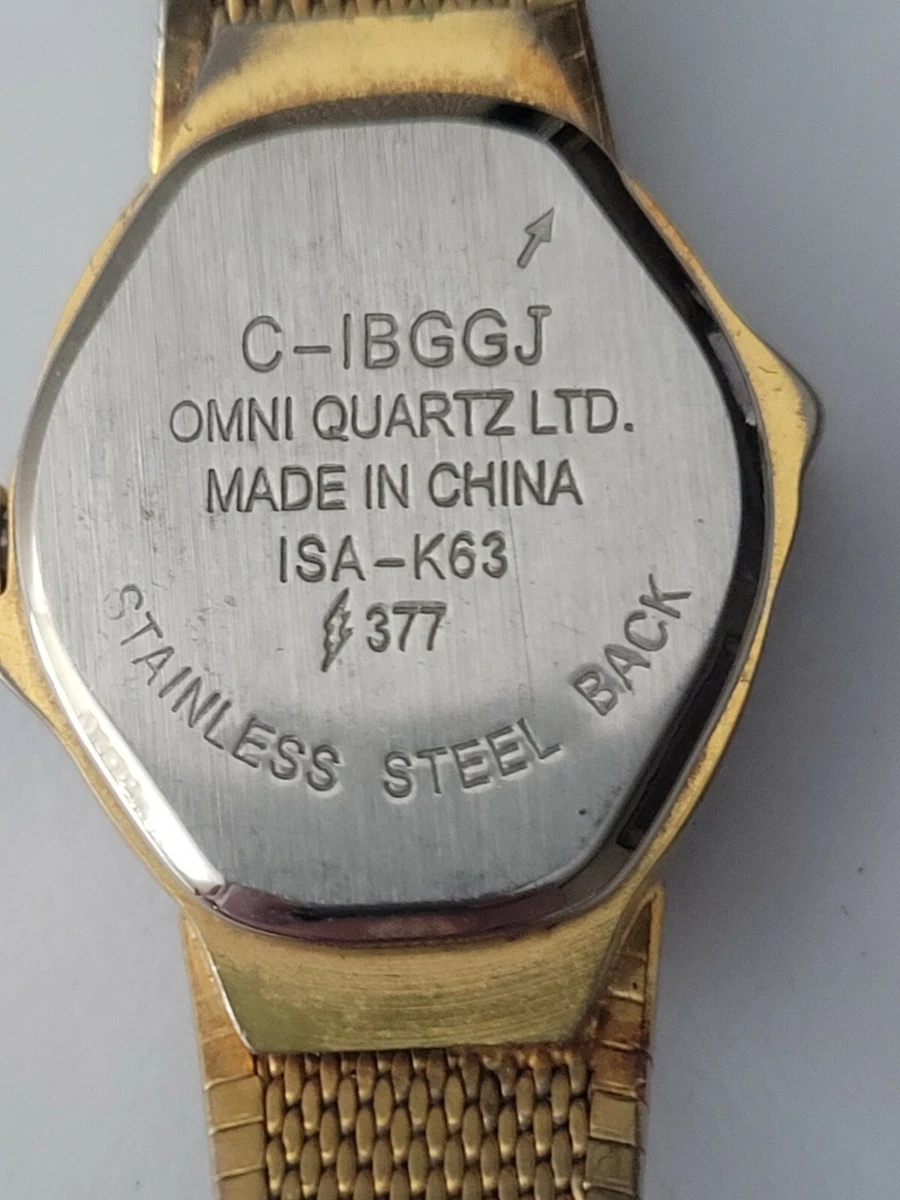 C-IBGGJ
OMNI QUARTZ LTD.
MADE IN CHINA
ISA-K63
377
STAINLESS STEEL BACK